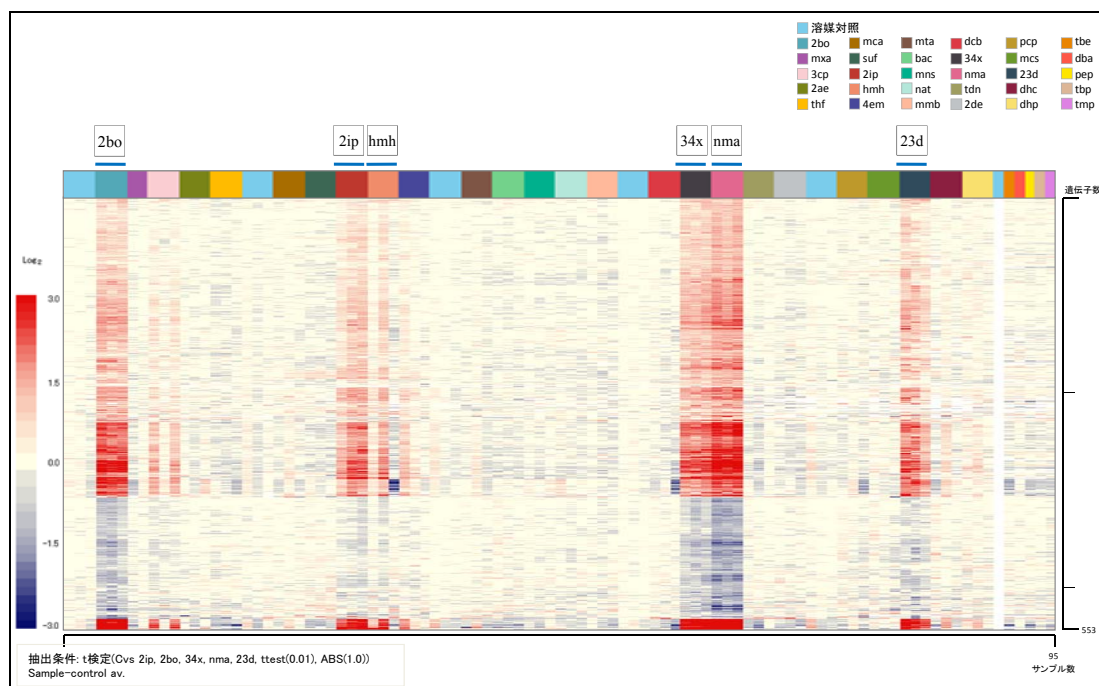 溶媒対照
2bo mca mta dcb pcp tbe
mxa suf bac 34x mcs dba
3cp 2ip mns nma 23d pep
2ae hmh nat tdn dhc tbp
thf 4em mmb 2de dhp tmp
2bo 2ip hmh 34x nma 23d
遺伝子数
Log2
3.0
1.5
0.0
-1.5
-3.0
553
95
サンプル数
抽出条件: t検定(Cvs 2ip, 2bo, 34x, nma, 23d, ttest(0.01), ABS(1.0))
Sample-control av.